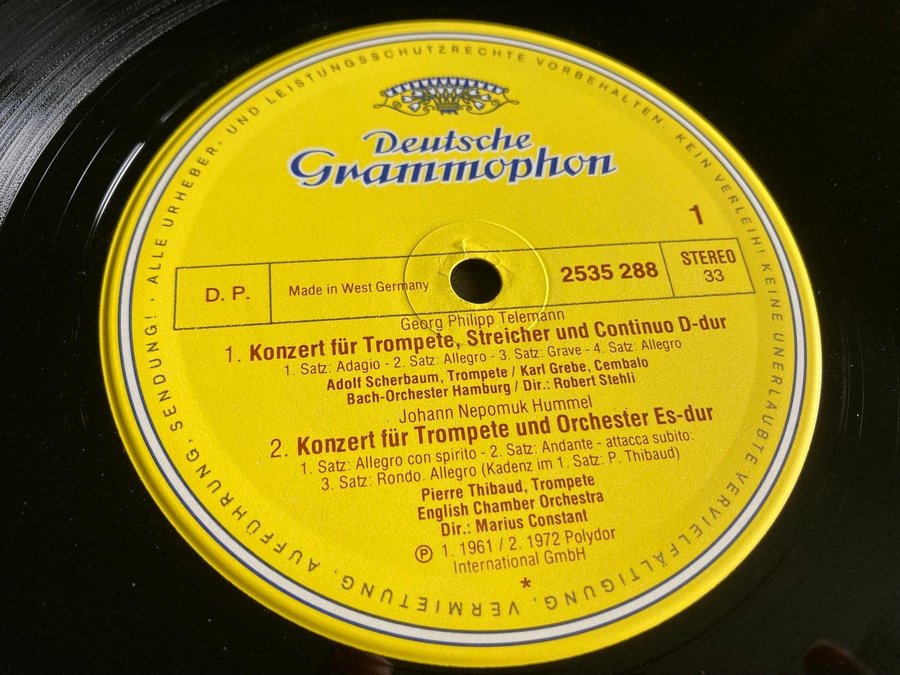 Deutsche
Grammophon
1
D. P.
Made in West Germany
2535 288
STEREO
33
Georg Philipp Telemann
1. Konzert für Trompete, Streicher und Continuo D-dur
1. Satz: Adagio - 2. Satz: Allegro - 3. Satz: Grave - 4. Satz: Allegro
Adolf Scherbaum, Trompete / Karl Grebe, Cembalo
Bach-Orchester Hamburg / Dir.: Robert Stehli
Johann Nepomuk Hummel
2. Konzert für Trompete und Orchester Es-dur
1. Satz: Allegro con spirito - 2. Satz: Andante - attacca subito:
3. Satz: Rondo. Allegro (Kadenz im 1. Satz: P. Thibaud)
Pierre Thibaud, Trompete
English Chamber Orchestra
Dir.: Marius Constant
Ⓟ 1. 1961 / 2. 1972 Polydor
International GmbH
*
ALLE URHEBER- UND LEISTUNGSSCHUTZRECHTE VORBEHALTEN. KEIN VERLEIH! KEINE UNERLAUBTE VERVIELFÄLTIGUNG, VERMIETUNG, AUFFÜHRUNG, SENDUNG!